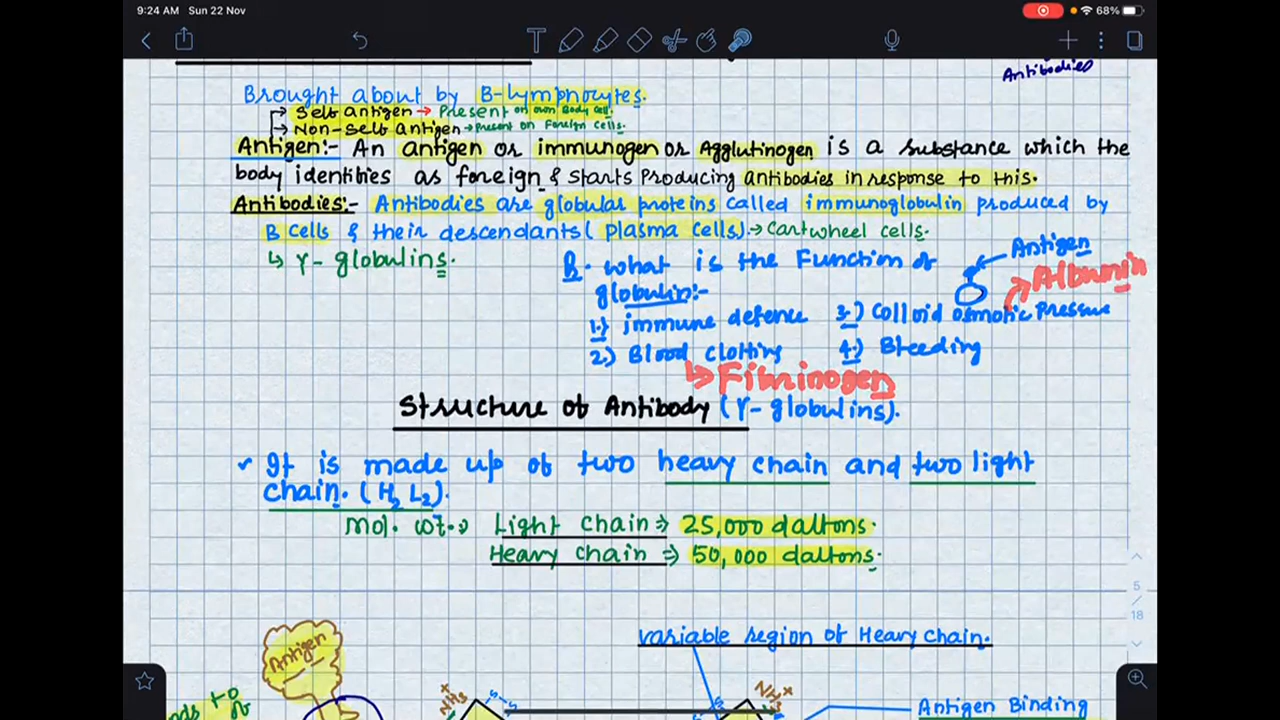 9:24 AM Sun 22 Nov
68%
Antibodies
Brought about by B-lymphocytes.
Self antigen → Present on own Body cell.
Non-self antigen → Present on Foreign cells.
Antigen:- An antigen or immunogen or Agglutinogen is a substance which the
body identities as foreign & starts Producing antibodies in response to this.
Antibodies:- Antibodies are globular proteins called immunoglobulin produced by
B cells & their descendants( plasma cells). → Cartwheel cells.
↳ γ- globulins.
Q. What is the Function of
globulin:-
Antigen
Albumin
1.) immune defence 3.) Colloid osmotic Pressure
2.) Blood clotting 4.) Bleeding
↳ Fibrinogen
Structure of Antibody (γ- globulins).
✓ It is made up of two heavy chain and two light
chain. ( H2 L2).
mol. wt. → Light chain ⇒ 25,000 daltons.
Heavy chain ⇒ 50,000 daltons.
5
/
18
Antigen
variable region of Heavy chain.
NH3+
-S-S-
NH3+
to
Antigen Binding